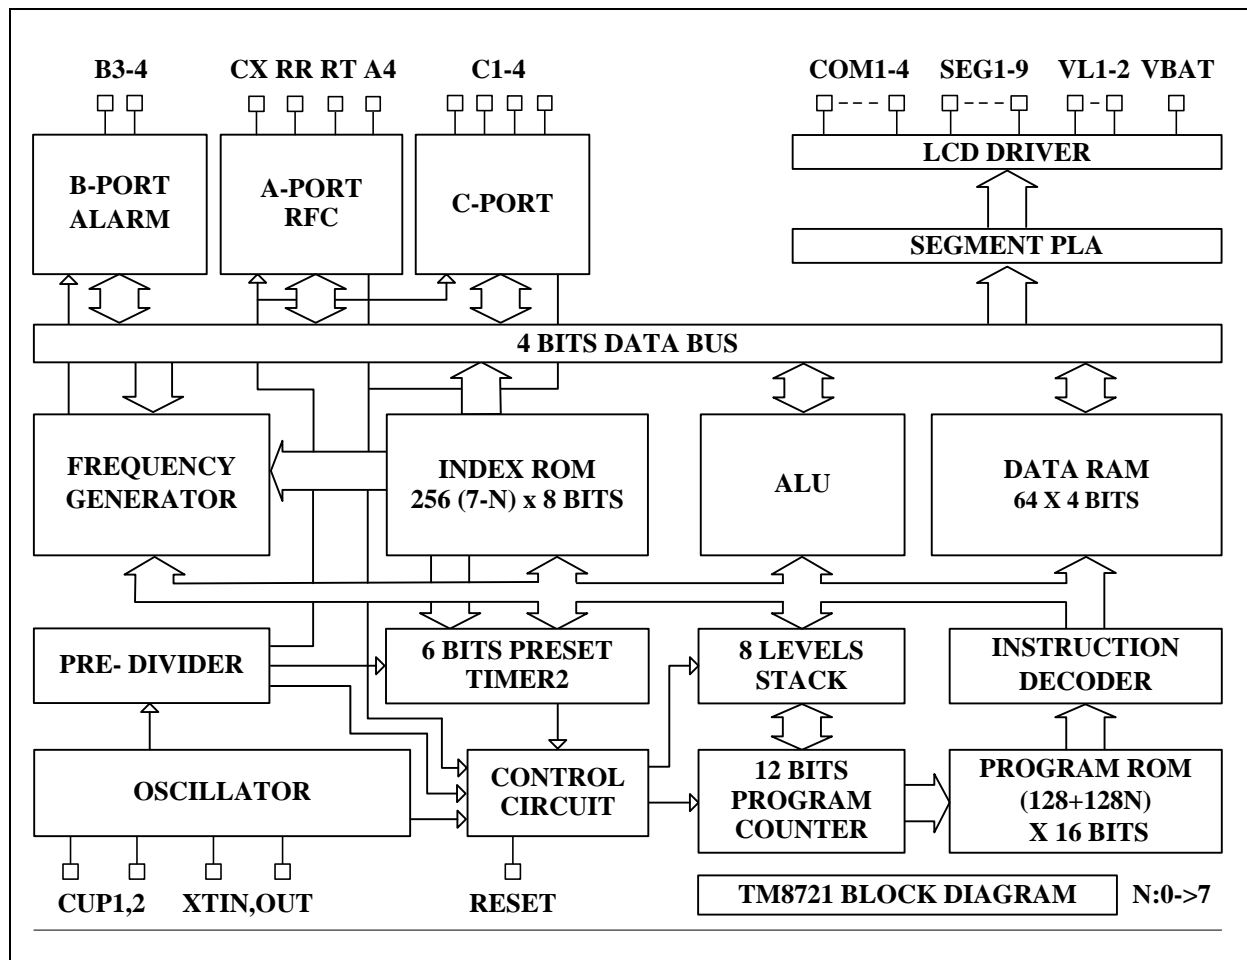 B3-4 CX RR RT A4 C1-4 COM1-4 SEG1-9 VL1-2 VBAT
LCD DRIVER
B-PORT
ALARM
A-PORT
RFC
C-PORT
SEGMENT PLA
4 BITS DATA BUS
FREQUENCY
GENERATOR
INDEX ROM
256 (7-N) x 8 BITS
ALU
DATA RAM
64 X 4 BITS
PRE- DIVIDER
6 BITS PRESET
TIMER2
8 LEVELS
STACK
INSTRUCTION
DECODER
OSCILLATOR
CONTROL
CIRCUIT
12 BITS
PROGRAM
COUNTER
PROGRAM ROM
(128+128N)
X 16 BITS
CUP1,2 XTIN,OUT RESET
TM8721 BLOCK DIAGRAM N:0->7